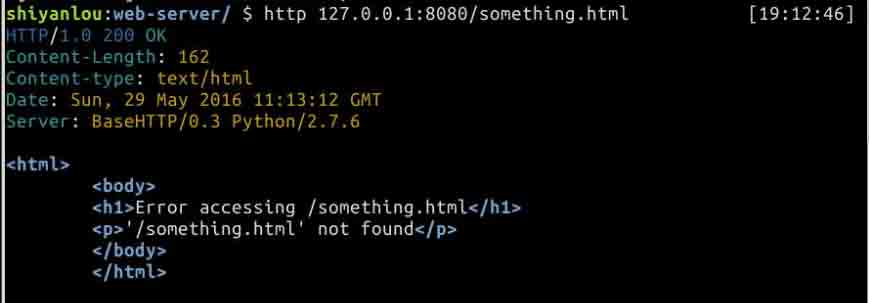 shiyanlou:web-server/ $ http 127.0.0.1:8080/something.html [19:12:46]
HTTP/1.0 200 OK
Content-Length: 162
Content-type: text/html
Date: Sun, 29 May 2016 11:13:12 GMT
Server: BaseHTTP/0.3 Python/2.7.6
<html>
<body>
<h1>Error accessing /something.html</h1>
<p>'/something.html' not found</p>
</body>
</html>